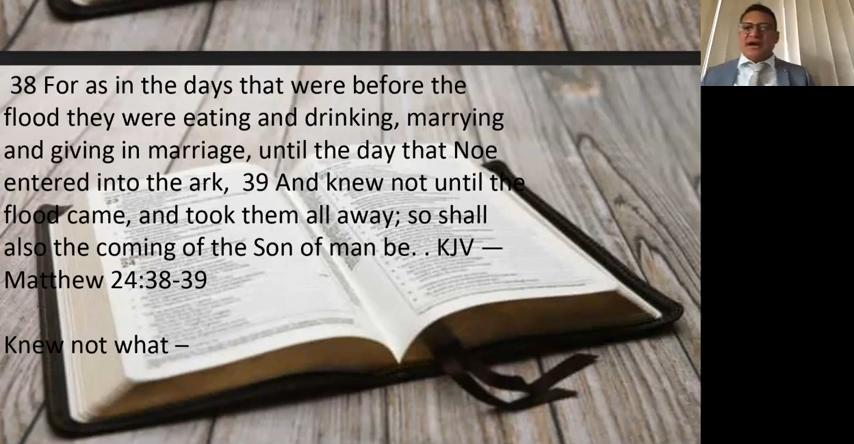 38 For as in the days that were before the
flood they were eating and drinking, marrying
and giving in marriage, until the day that Noe
entered into the ark,  39 And knew not until the
flood came, and took them all away; so shall
also the coming of the Son of man be. . KJV —
Matthew 24:38-39
Knew not what –